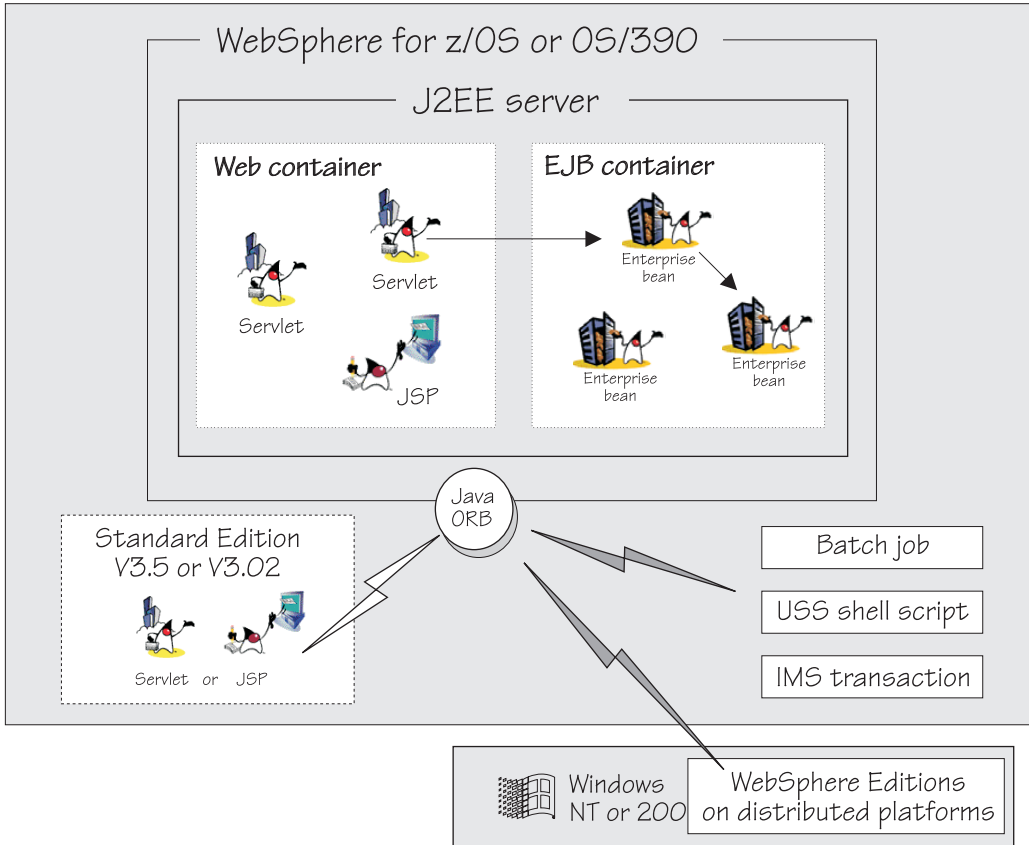 WebSphere for z/OS or OS/390
J2EE server
Web container
Servlet
Servlet
JSP
EJB container
Enterprise
bean
Enterprise
bean
Enterprise
bean
Java
ORB
Standard Edition
V3.5 or V3.02
Servlet or JSP
Batch job
USS shell script
IMS transaction
Windows
NT or 200
WebSphere Editions
on distributed platforms